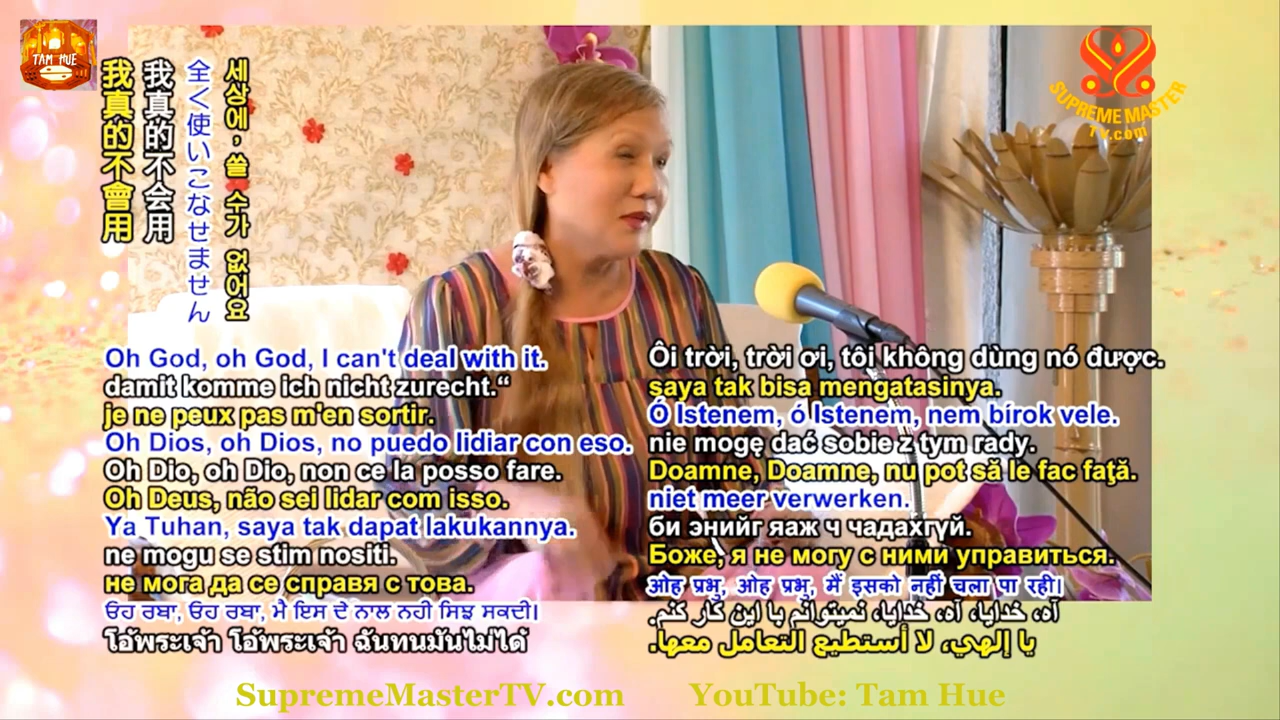 TAM HUE
SUPREME MASTER
TV.com
我真的不會用
我真的不会用
全く使いこなせません
세상에, 쓸 수가 없어요
Oh God, oh God, I can't deal with it.
damit komme ich nicht zurecht.“
je ne peux pas m'en sortir.
Oh Dios, oh Dios, no puedo lidiar con eso.
Oh Dio, oh Dio, non ce la posso fare.
Oh Deus, não sei lidar com isso.
Ya Tuhan, saya tak dapat lakukannya.
ne mogu se stim nositi.
не мога да се справя с това.
ਓਹ ਰਬਾ, ਓਹ ਰਬਾ, ਮੈ ਇਸ ਦੇ ਨਾਲ ਨਹੀ ਸਿਝ ਸਕਦੀ।
โอ้พระเจ้า โอ้พระเจ้า ฉันทนมันไม่ได้
Ôi trời, trời ơi, tôi không dùng nó được.
saya tak bisa mengatasinya.
Ó Istenem, ó Istenem, nem bírok vele.
nie mogę dać sobie z tym rady.
Doamne, Doamne, nu pot să le fac faţă.
niet meer verwerken.
би энийг яаж ч чадахгүй.
Боже, я не могу с ними управиться.
ओह प्रभु, ओह प्रभु, मैं इसको नहीं चला पा रही।
آه، خدایا، آه، خدایا، نمیتوانم با این کار کنم.
يا إلهي، لا أستطيع التعامل معها.
SupremeMasterTV.com
YouTube: Tam Hue